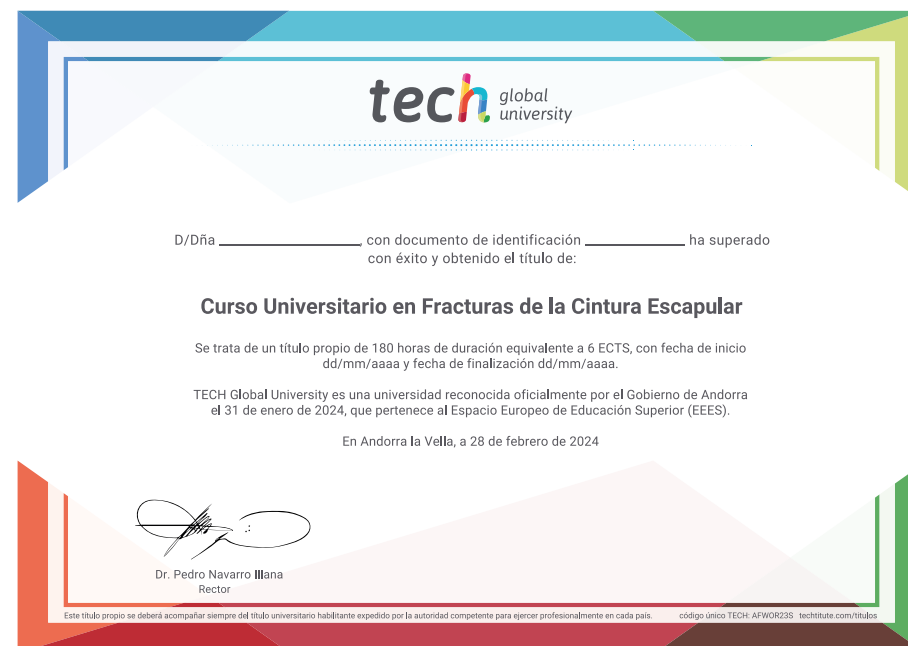 tech global university
D/Dña ______________________, con documento de identificación ______________ ha superado
con éxito y obtenido el título de:
Curso Universitario en Fracturas de la Cintura Escapular
Se trata de un título propio de 180 horas de duración equivalente a 6 ECTS, con fecha de inicio
dd/mm/aaaa y fecha de finalización dd/mm/aaaa.
TECH Global University es una universidad reconocida oficialmente por el Gobierno de Andorra
el 31 de enero de 2024, que pertenece al Espacio Europeo de Educación Superior (EEES).
En Andorra la Vella, a 28 de febrero de 2024
Dr. Pedro Navarro Illana
Rector
Este título propio se deberá acompañar siempre del título universitario habilitante expedido por la autoridad competente para ejercer profesionalmente en cada país. código único TECH: AFWOR23S techtitute.com/titulos